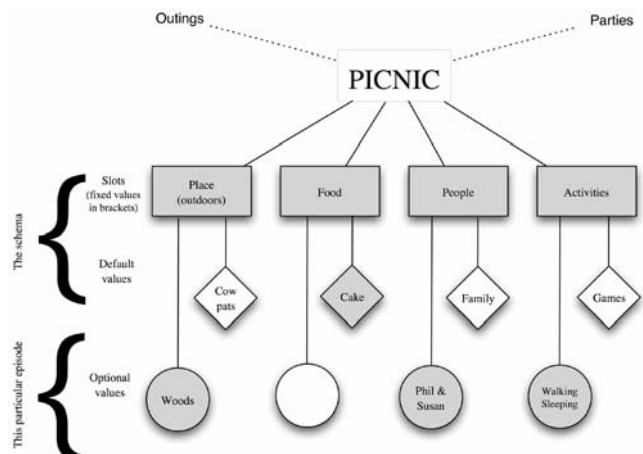 Outings
Parties
PICNIC
The schema
Slots
(fixed values
in brackets)
Place
(outdoors)
Food
People
Activities
Default
values
Cow
pats
Cake
Family
Games
This particular episode
Optional
values
Woods
Phil &
Susan
Walking
Sleeping